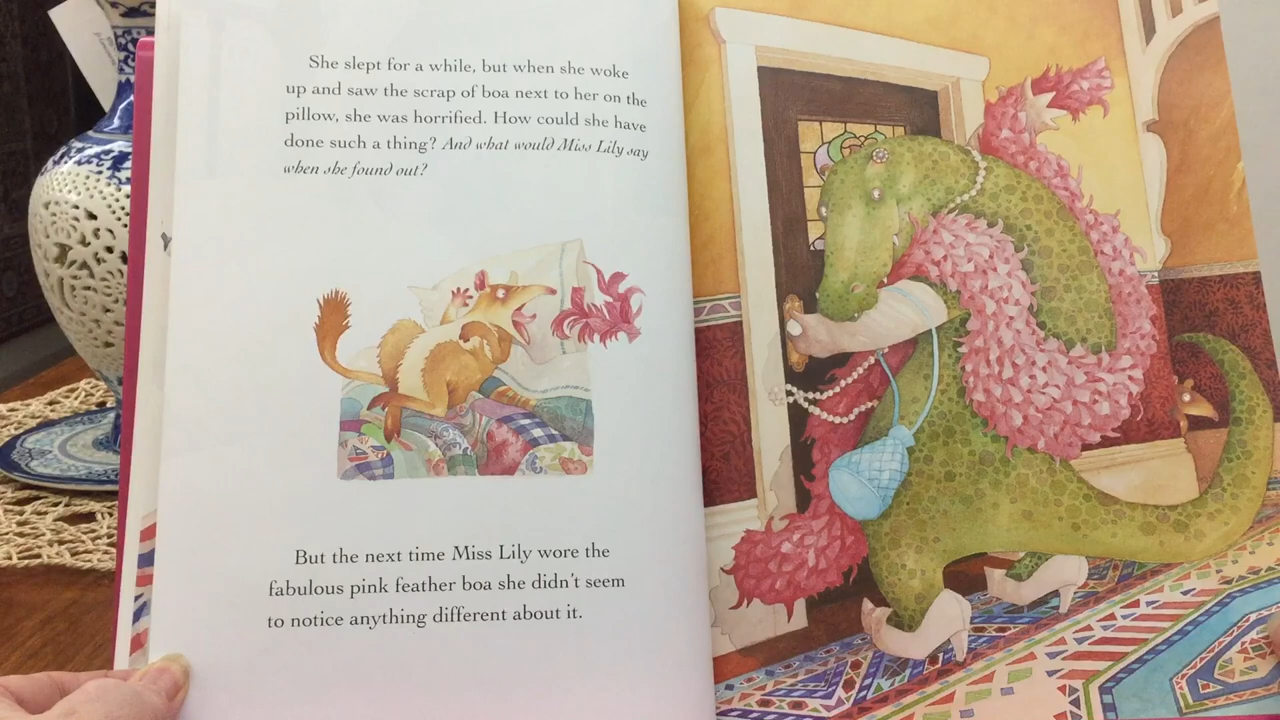 She slept for a while, but when she woke
up and saw the scrap of boa next to her on the
pillow, she was horrified. How could she have
done such a thing? And what would Miss Lily say
when she found out?
But the next time Miss Lily wore the
fabulous pink feather boa she didn't seem
to notice anything different about it.